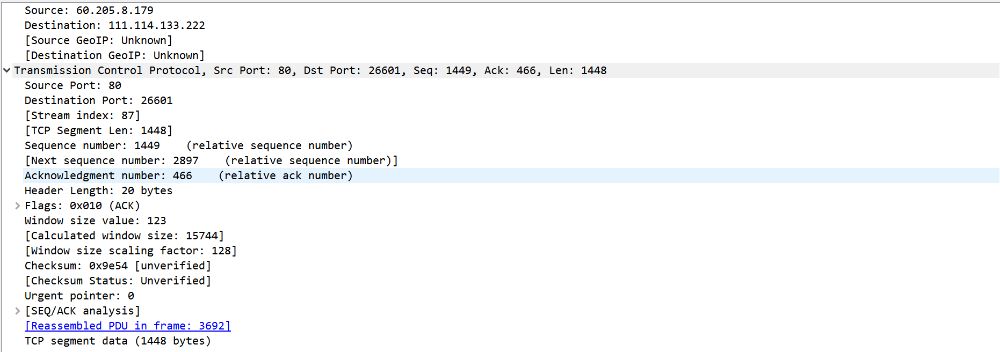 Source: 60.205.8.179
Destination: 111.114.133.222
[Source GeoIP: Unknown]
[Destination GeoIP: Unknown]
Transmission Control Protocol, Src Port: 80, Dst Port: 26601, Seq: 1449, Ack: 466, Len: 1448
Source Port: 80
Destination Port: 26601
[Stream index: 87]
[TCP Segment Len: 1448]
Sequence number: 1449    (relative sequence number)
[Next sequence number: 2897    (relative sequence number)]
Acknowledgment number: 466    (relative ack number)
Header Length: 20 bytes
Flags: 0x010 (ACK)
Window size value: 123
[Calculated window size: 15744]
[Window size scaling factor: 128]
Checksum: 0x9e54 [unverified]
[Checksum Status: Unverified]
Urgent pointer: 0
[SEQ/ACK analysis]
[Reassembled PDU in frame: 3692]
TCP segment data (1448 bytes)